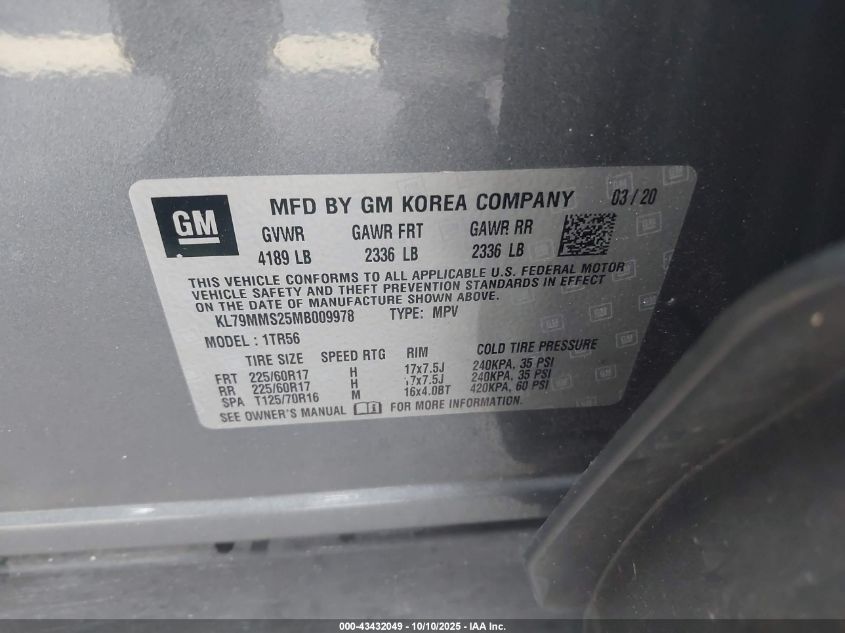 GM
MFD BY GM KOREA COMPANY 03/20
GVWR GAWR FRT GAWR RR
4189 LB 2336 LB 2336 LB
THIS VEHICLE CONFORMS TO ALL APPLICABLE U.S. FEDERAL MOTOR
VEHICLE SAFETY AND THEFT PREVENTION STANDARDS IN EFFECT
ON THE DATE OF MANUFACTURE SHOWN ABOVE.
KL79MMS25MB009978 TYPE: MPV
MODEL: 1TR56
TIRE SIZE SPEED RTG RIM COLD TIRE PRESSURE
FRT 225/60R17 H 17x7.5J 240KPA, 35 PSI
RR 225/60R17 H 17x7.5J 240KPA, 35 PSI
SPA T125/70R16 M 16x4.0BT 420KPA, 60 PSI
SEE OWNER'S MANUAL FOR MORE INFORMATION.
000-43432049 - 10/10/2025 - IAA Inc.